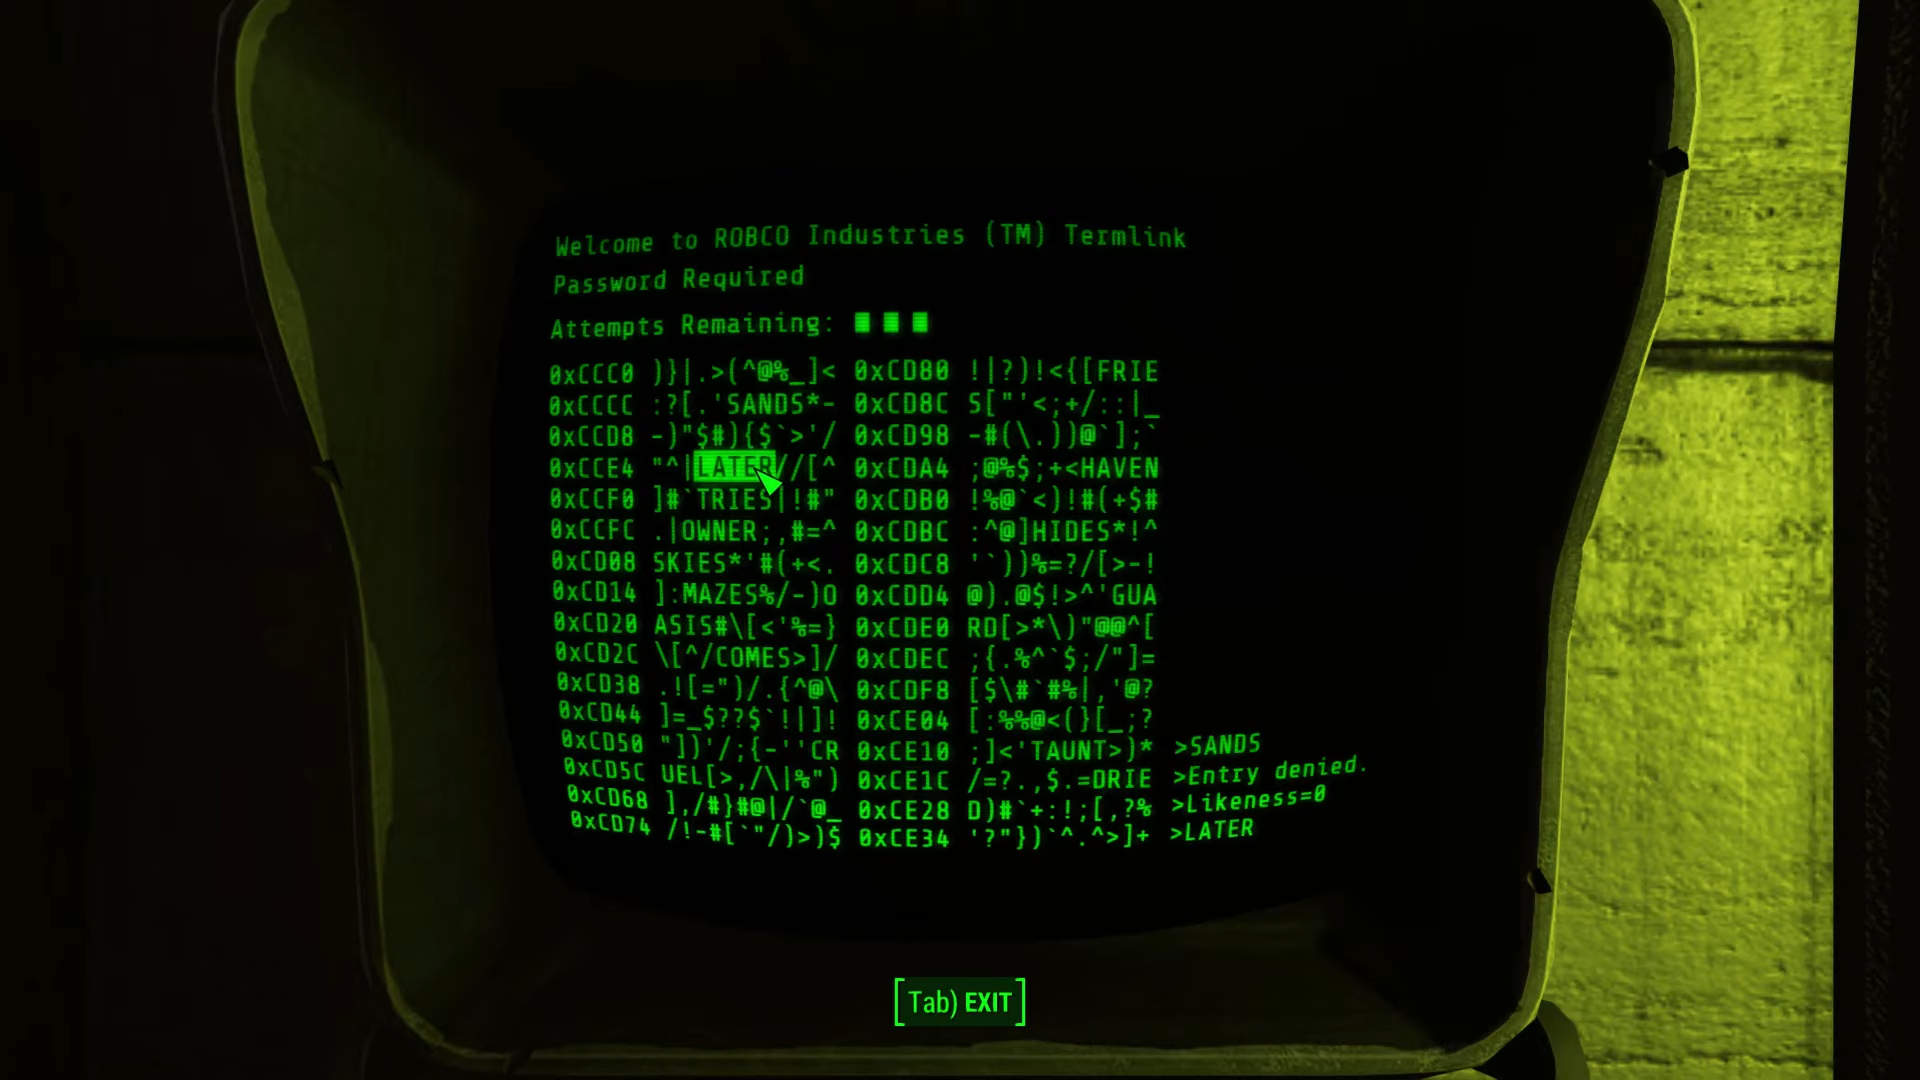 Welcome to ROBCO Industries (TM) Termlink
Password Required
Attempts Remaining:
0xCCC0 )}|.>(^@%_]< 0xCD80 !|?)!<{[FRIE
0xCCCC :?[.'SANDS*- 0xCD8C S["'<;+/::|_
0xCCD8 -)"$#){$`>'/ 0xCD98 -#(\.))@`];`
0xCCE4 "^|LATER//[^ 0xCDA4 ;@%$;+<HAVEN
0xCCF0 ]#`TRIES|!#" 0xCDB0 !%@`<)!#(+$#
0xCCFC .|OWNER;,#=^ 0xCDBC :^@]HIDES*!^
0xCD08 SKIES*'#(+<. 0xCDC8 '`))%=?/[>-!
0xCD14 ]:MAZES%/-)O 0xCDD4 @).@$!>^'GUA
0xCD20 ASIS#\[<'%=} 0xCDE0 RD[>*\)"@@^[
0xCD2C \[^/COMES>]/ 0xCDEC ;{.%^`$;/"]=
0xCD38 .![=")/.{^@\ 0xCDF8 [$\#`#%|,'@?
0xCD44 ]=_$??$`!|]! 0xCE04 [:%%@<(}[_;?
0xCD50 "])'/;{-''CR 0xCE10 ;]<'TAUNT>)* >SANDS
0xCD5C UEL[>,/\|%") 0xCE1C /=?.,$.=DRIE >Entry denied.
0xCD68 ],/#}#@|/`@_ 0xCE28 D)#`+:!;[,?% >Likeness=0
0xCD74 /!-#[`"/)>)$ 0xCE34 '?"})`^.^>]+ >LATER
Tab) EXIT